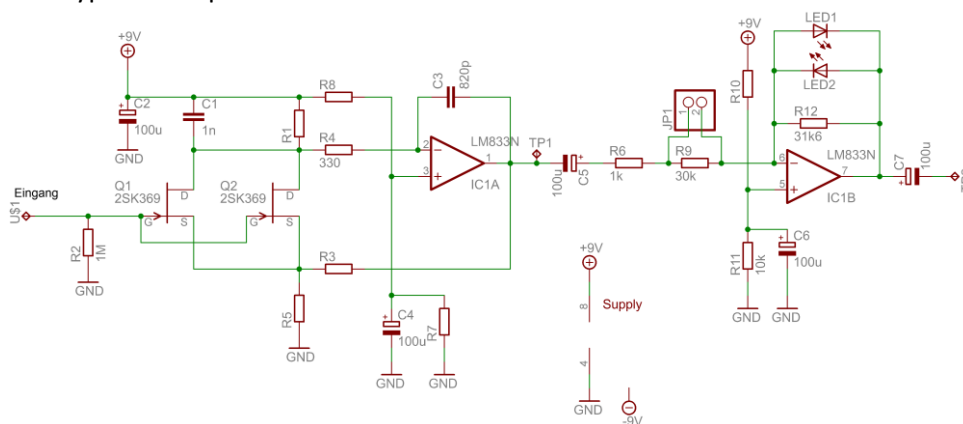 +9V
C2
100u
GND
C1
1n
R1
R8
R4
330
C3
820p
2
3
1
LM833N
IC1A
TP1
100u
C5
R6
1k
JP1
1
2
R9
30k
+9V
R10
LED1
LED2
R12
31k6
LM833N
6
5
7
IC1B
C7
100u
Eingang
U$1
Q1
2SK369
D
G
S
Q2
2SK369
D
G
S
R2
1M
GND
R3
R5
GND
C4
100u
GND
R7
GND
+9V
8
Supply
4
GND
-9V
R11
10k
GND
C6
100u
GND